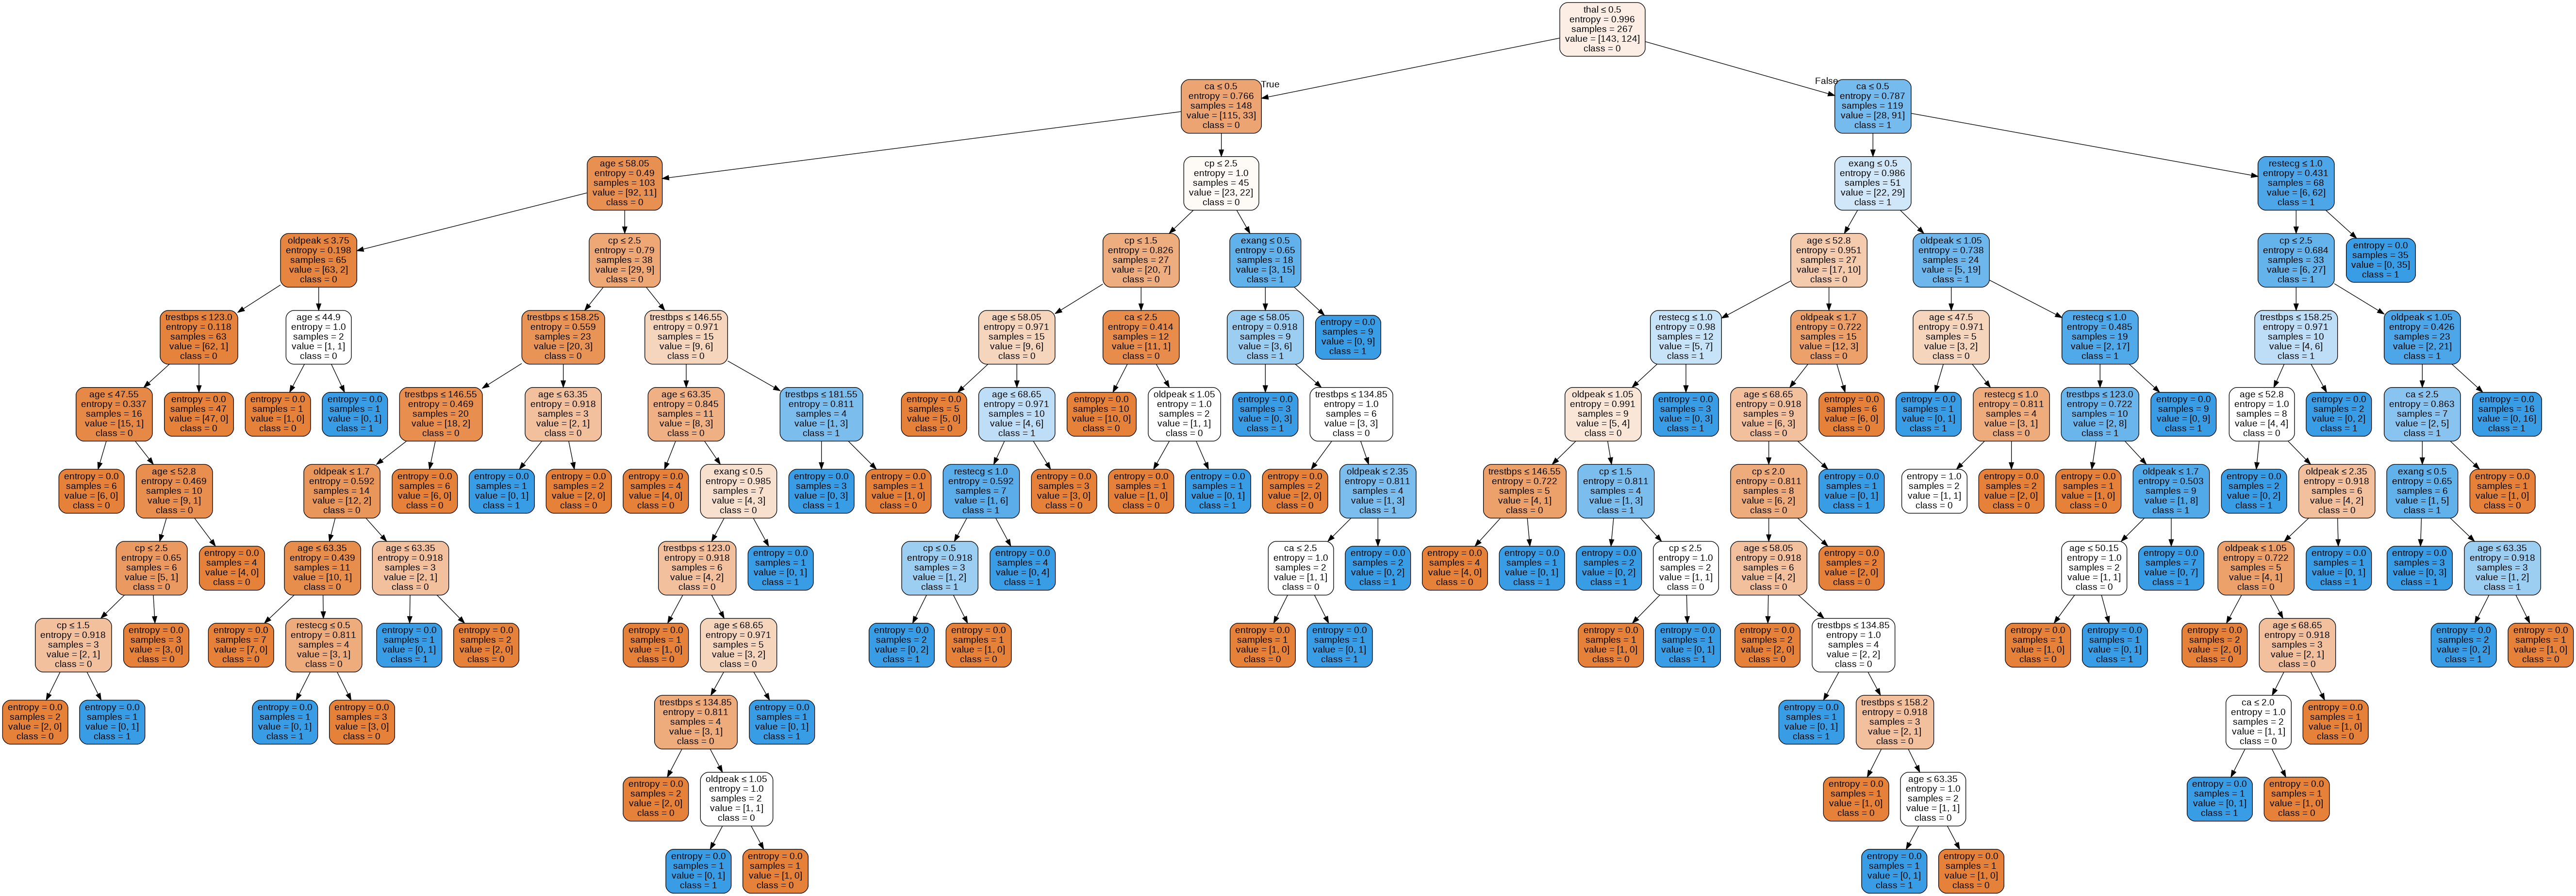 thal ≤ 0.5
entropy = 0.996
samples = 267
value = [143, 124]
class = 0
True
False
ca ≤ 0.5
entropy = 0.766
samples = 148
value = [115, 33]
class = 0
ca ≤ 0.5
entropy = 0.787
samples = 119
value = [28, 91]
class = 1
age ≤ 58.05
entropy = 0.49
samples = 103
value = [92, 11]
class = 0
cp ≤ 2.5
entropy = 1.0
samples = 45
value = [23, 22]
class = 0
exang ≤ 0.5
entropy = 0.986
samples = 51
value = [22, 29]
class = 1
restecg ≤ 1.0
entropy = 0.431
samples = 68
value = [6, 62]
class = 1
oldpeak ≤ 3.75
entropy = 0.198
samples = 65
value = [63, 2]
class = 0
cp ≤ 2.5
entropy = 0.79
samples = 38
value = [29, 9]
class = 0
cp ≤ 1.5
entropy = 0.826
samples = 27
value = [20, 7]
class = 0
exang ≤ 0.5
entropy = 0.65
samples = 18
value = [3, 15]
class = 1
age ≤ 52.8
entropy = 0.951
samples = 27
value = [17, 10]
class = 0
oldpeak ≤ 1.05
entropy = 0.738
samples = 24
value = [5, 19]
class = 1
cp ≤ 2.5
entropy = 0.684
samples = 33
value = [6, 27]
class = 1
entropy = 0.0
samples = 35
value = [0, 35]
class = 1
trestbps ≤ 123.0
entropy = 0.118
samples = 63
value = [62, 1]
class = 0
age ≤ 44.9
entropy = 1.0
samples = 2
value = [1, 1]
class = 0
trestbps ≤ 158.25
entropy = 0.559
samples = 23
value = [20, 3]
class = 0
trestbps ≤ 146.55
entropy = 0.971
samples = 15
value = [9, 6]
class = 0
age ≤ 58.05
entropy = 0.971
samples = 15
value = [9, 6]
class = 0
ca ≤ 2.5
entropy = 0.414
samples = 12
value = [11, 1]
class = 0
age ≤ 58.05
entropy = 0.918
samples = 9
value = [3, 6]
class = 1
entropy = 0.0
samples = 9
value = [0, 9]
class = 1
restecg ≤ 1.0
entropy = 0.98
samples = 12
value = [5, 7]
class = 1
oldpeak ≤ 1.7
entropy = 0.722
samples = 15
value = [12, 3]
class = 0
age ≤ 47.5
entropy = 0.971
samples = 5
value = [3, 2]
class = 0
restecg ≤ 1.0
entropy = 0.485
samples = 19
value = [2, 17]
class = 1
trestbps ≤ 158.25
entropy = 0.971
samples = 10
value = [4, 6]
class = 1
oldpeak ≤ 1.05
entropy = 0.426
samples = 23
value = [2, 21]
class = 1
age ≤ 47.55
entropy = 0.337
samples = 16
value = [15, 1]
class = 0
entropy = 0.0
samples = 47
value = [47, 0]
class = 0
entropy = 0.0
samples = 1
value = [1, 0]
class = 0
entropy = 0.0
samples = 1
value = [0, 1]
class = 1
trestbps ≤ 146.55
entropy = 0.469
samples = 20
value = [18, 2]
class = 0
age ≤ 63.35
entropy = 0.918
samples = 3
value = [2, 1]
class = 0
age ≤ 63.35
entropy = 0.845
samples = 11
value = [8, 3]
class = 0
trestbps ≤ 181.55
entropy = 0.811
samples = 4
value = [1, 3]
class = 1
entropy = 0.0
samples = 5
value = [5, 0]
class = 0
age ≤ 68.65
entropy = 0.971
samples = 10
value = [4, 6]
class = 1
entropy = 0.0
samples = 10
value = [10, 0]
class = 0
oldpeak ≤ 1.05
entropy = 1.0
samples = 2
value = [1, 1]
class = 0
entropy = 0.0
samples = 3
value = [0, 3]
class = 1
trestbps ≤ 134.85
entropy = 1.0
samples = 6
value = [3, 3]
class = 0
oldpeak ≤ 1.05
entropy = 0.991
samples = 9
value = [5, 4]
class = 0
entropy = 0.0
samples = 3
value = [0, 3]
class = 1
age ≤ 68.65
entropy = 0.918
samples = 9
value = [6, 3]
class = 0
entropy = 0.0
samples = 6
value = [6, 0]
class = 0
entropy = 0.0
samples = 1
value = [0, 1]
class = 1
restecg ≤ 1.0
entropy = 0.811
samples = 4
value = [3, 1]
class = 0
trestbps ≤ 123.0
entropy = 0.722
samples = 10
value = [2, 8]
class = 1
entropy = 0.0
samples = 9
value = [0, 9]
class = 1
age ≤ 52.8
entropy = 1.0
samples = 8
value = [4, 4]
class = 0
entropy = 0.0
samples = 2
value = [0, 2]
class = 1
ca ≤ 2.5
entropy = 0.863
samples = 7
value = [2, 5]
class = 1
entropy = 0.0
samples = 16
value = [0, 16]
class = 1
entropy = 0.0
samples = 6
value = [6, 0]
class = 0
age ≤ 52.8
entropy = 0.469
samples = 10
value = [9, 1]
class = 0
oldpeak ≤ 1.7
entropy = 0.592
samples = 14
value = [12, 2]
class = 0
entropy = 0.0
samples = 6
value = [6, 0]
class = 0
entropy = 0.0
samples = 1
value = [0, 1]
class = 1
entropy = 0.0
samples = 2
value = [2, 0]
class = 0
entropy = 0.0
samples = 4
value = [4, 0]
class = 0
exang ≤ 0.5
entropy = 0.985
samples = 7
value = [4, 3]
class = 0
entropy = 0.0
samples = 3
value = [0, 3]
class = 1
entropy = 0.0
samples = 1
value = [1, 0]
class = 0
restecg ≤ 1.0
entropy = 0.592
samples = 7
value = [1, 6]
class = 1
entropy = 0.0
samples = 3
value = [3, 0]
class = 0
entropy = 0.0
samples = 1
value = [1, 0]
class = 0
entropy = 0.0
samples = 1
value = [0, 1]
class = 1
entropy = 0.0
samples = 2
value = [2, 0]
class = 0
oldpeak ≤ 2.35
entropy = 0.811
samples = 4
value = [1, 3]
class = 1
trestbps ≤ 146.55
entropy = 0.722
samples = 5
value = [4, 1]
class = 0
cp ≤ 1.5
entropy = 0.811
samples = 4
value = [1, 3]
class = 1
cp ≤ 2.0
entropy = 0.811
samples = 8
value = [6, 2]
class = 0
entropy = 0.0
samples = 1
value = [0, 1]
class = 1
entropy = 1.0
samples = 2
value = [1, 1]
class = 0
entropy = 0.0
samples = 2
value = [2, 0]
class = 0
entropy = 0.0
samples = 1
value = [1, 0]
class = 0
oldpeak ≤ 1.7
entropy = 0.503
samples = 9
value = [1, 8]
class = 1
entropy = 0.0
samples = 2
value = [0, 2]
class = 1
oldpeak ≤ 2.35
entropy = 0.918
samples = 6
value = [4, 2]
class = 0
exang ≤ 0.5
entropy = 0.65
samples = 6
value = [1, 5]
class = 1
entropy = 0.0
samples = 1
value = [1, 0]
class = 0
cp ≤ 2.5
entropy = 0.65
samples = 6
value = [5, 1]
class = 0
entropy = 0.0
samples = 4
value = [4, 0]
class = 0
age ≤ 63.35
entropy = 0.439
samples = 11
value = [10, 1]
class = 0
age ≤ 63.35
entropy = 0.918
samples = 3
value = [2, 1]
class = 0
trestbps ≤ 123.0
entropy = 0.918
samples = 6
value = [4, 2]
class = 0
entropy = 0.0
samples = 1
value = [0, 1]
class = 1
cp ≤ 0.5
entropy = 0.918
samples = 3
value = [1, 2]
class = 1
entropy = 0.0
samples = 4
value = [0, 4]
class = 1
ca ≤ 2.5
entropy = 1.0
samples = 2
value = [1, 1]
class = 0
entropy = 0.0
samples = 2
value = [0, 2]
class = 1
entropy = 0.0
samples = 4
value = [4, 0]
class = 0
entropy = 0.0
samples = 1
value = [0, 1]
class = 1
entropy = 0.0
samples = 2
value = [0, 2]
class = 1
cp ≤ 2.5
entropy = 1.0
samples = 2
value = [1, 1]
class = 0
age ≤ 58.05
entropy = 0.918
samples = 6
value = [4, 2]
class = 0
entropy = 0.0
samples = 2
value = [2, 0]
class = 0
age ≤ 50.15
entropy = 1.0
samples = 2
value = [1, 1]
class = 0
entropy = 0.0
samples = 7
value = [0, 7]
class = 1
oldpeak ≤ 1.05
entropy = 0.722
samples = 5
value = [4, 1]
class = 0
entropy = 0.0
samples = 1
value = [0, 1]
class = 1
entropy = 0.0
samples = 3
value = [0, 3]
class = 1
age ≤ 63.35
entropy = 0.918
samples = 3
value = [1, 2]
class = 1
cp ≤ 1.5
entropy = 0.918
samples = 3
value = [2, 1]
class = 0
entropy = 0.0
samples = 3
value = [3, 0]
class = 0
entropy = 0.0
samples = 7
value = [7, 0]
class = 0
restecg ≤ 0.5
entropy = 0.811
samples = 4
value = [3, 1]
class = 0
entropy = 0.0
samples = 1
value = [0, 1]
class = 1
entropy = 0.0
samples = 2
value = [2, 0]
class = 0
entropy = 0.0
samples = 1
value = [1, 0]
class = 0
age ≤ 68.65
entropy = 0.971
samples = 5
value = [3, 2]
class = 0
entropy = 0.0
samples = 2
value = [0, 2]
class = 1
entropy = 0.0
samples = 1
value = [1, 0]
class = 0
entropy = 0.0
samples = 1
value = [1, 0]
class = 0
entropy = 0.0
samples = 1
value = [0, 1]
class = 1
entropy = 0.0
samples = 1
value = [1, 0]
class = 0
entropy = 0.0
samples = 1
value = [0, 1]
class = 1
entropy = 0.0
samples = 2
value = [2, 0]
class = 0
trestbps ≤ 134.85
entropy = 1.0
samples = 4
value = [2, 2]
class = 0
entropy = 0.0
samples = 1
value = [1, 0]
class = 0
entropy = 0.0
samples = 1
value = [0, 1]
class = 1
entropy = 0.0
samples = 2
value = [2, 0]
class = 0
age ≤ 68.65
entropy = 0.918
samples = 3
value = [2, 1]
class = 0
entropy = 0.0
samples = 2
value = [0, 2]
class = 1
entropy = 0.0
samples = 1
value = [1, 0]
class = 0
entropy = 0.0
samples = 2
value = [2, 0]
class = 0
entropy = 0.0
samples = 1
value = [0, 1]
class = 1
entropy = 0.0
samples = 1
value = [0, 1]
class = 1
entropy = 0.0
samples = 3
value = [3, 0]
class = 0
trestbps ≤ 134.85
entropy = 0.811
samples = 4
value = [3, 1]
class = 0
entropy = 0.0
samples = 1
value = [0, 1]
class = 1
entropy = 0.0
samples = 1
value = [0, 1]
class = 1
trestbps ≤ 158.2
entropy = 0.918
samples = 3
value = [2, 1]
class = 0
ca ≤ 2.0
entropy = 1.0
samples = 2
value = [1, 1]
class = 0
entropy = 0.0
samples = 1
value = [1, 0]
class = 0
entropy = 0.0
samples = 2
value = [2, 0]
class = 0
oldpeak ≤ 1.05
entropy = 1.0
samples = 2
value = [1, 1]
class = 0
entropy = 0.0
samples = 1
value = [1, 0]
class = 0
age ≤ 63.35
entropy = 1.0
samples = 2
value = [1, 1]
class = 0
entropy = 0.0
samples = 1
value = [0, 1]
class = 1
entropy = 0.0
samples = 1
value = [1, 0]
class = 0
entropy = 0.0
samples = 1
value = [0, 1]
class = 1
entropy = 0.0
samples = 1
value = [1, 0]
class = 0
entropy = 0.0
samples = 1
value = [0, 1]
class = 1
entropy = 0.0
samples = 1
value = [1, 0]
class = 0